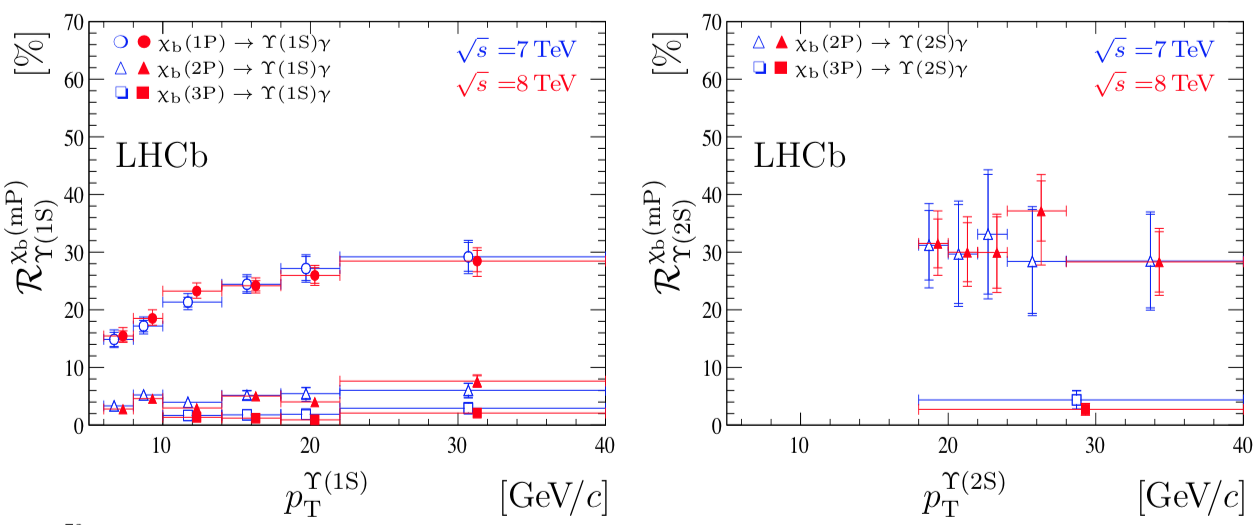 70
60
50
40
30
20
10
0
[%]
R^χb(mP)_Υ(1S)
χb(1P) → Υ(1S)γ
χb(2P) → Υ(1S)γ
χb(3P) → Υ(1S)γ
√s =7 TeV
√s =8 TeV
LHCb
10 20 30 40
p_T^Υ(1S) [GeV/c]
70
60
50
40
30
20
10
0
[%]
R^χb(mP)_Υ(2S)
χb(2P) → Υ(2S)γ
χb(3P) → Υ(2S)γ
√s =7 TeV
√s =8 TeV
LHCb
10 20 30 40
p_T^Υ(2S) [GeV/c]